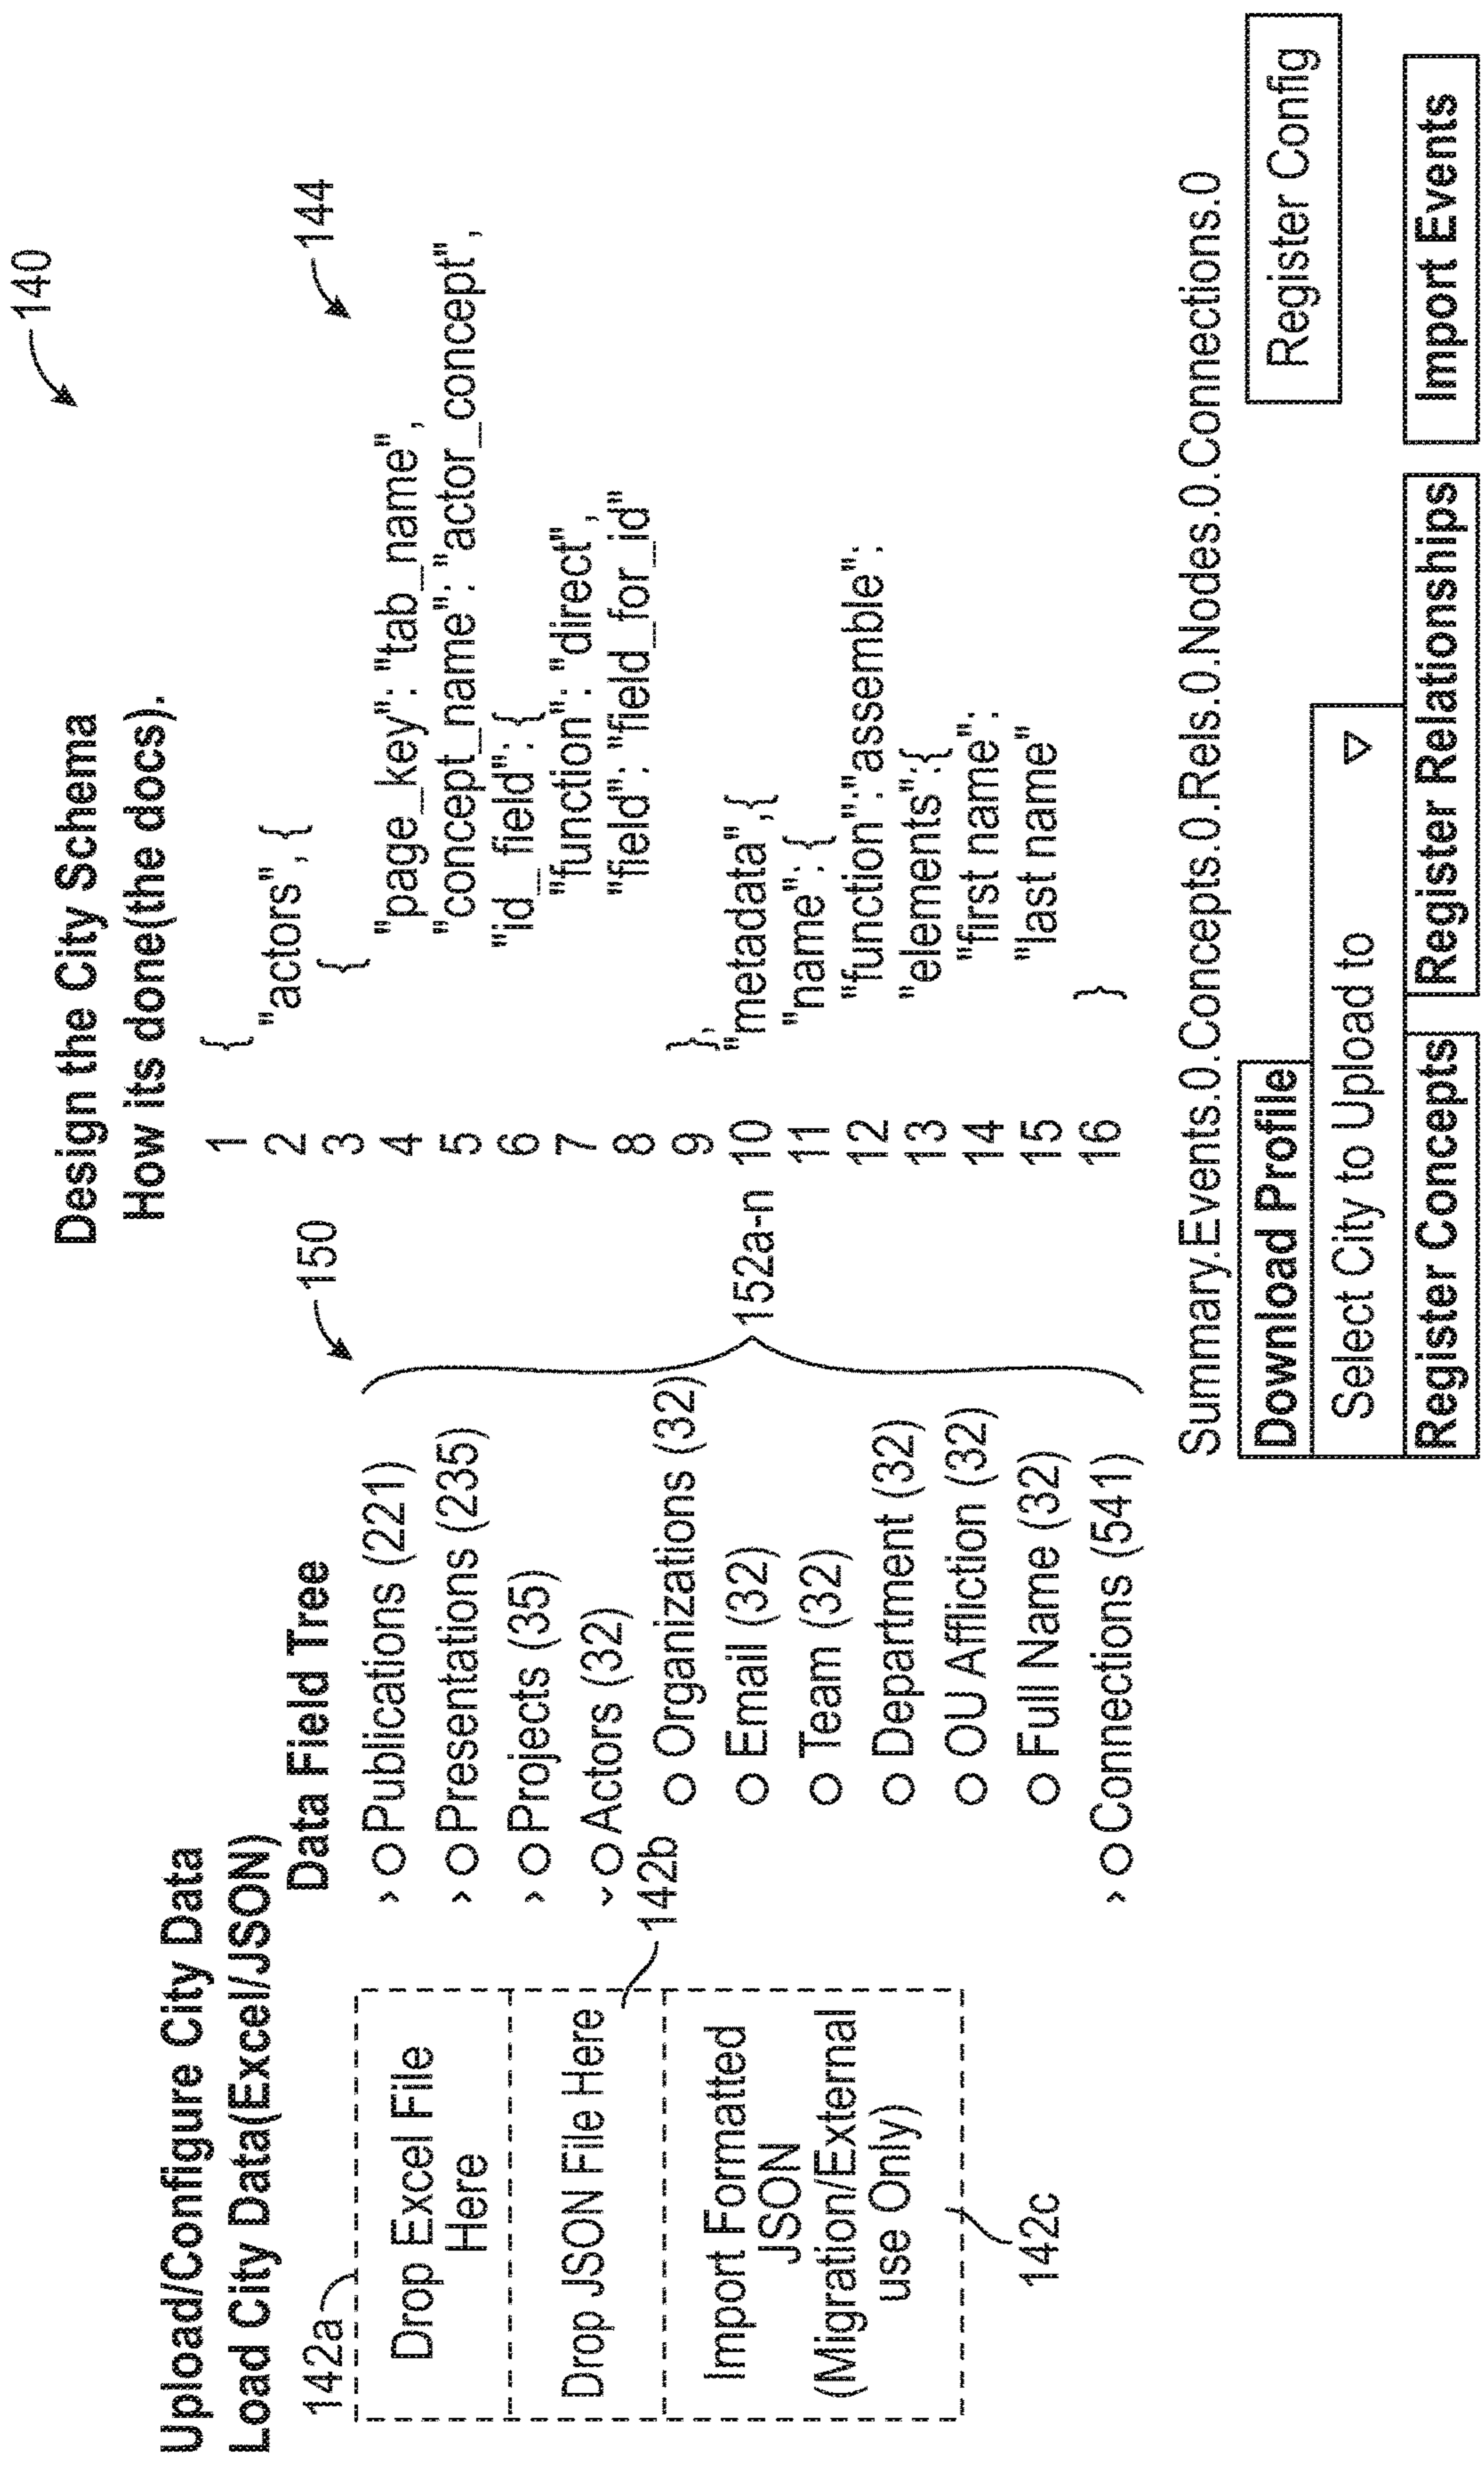 140
Upload/Configure City Data
Load City Data(Excel/JSON)
142a
Drop Excel File
Here
Drop JSON File Here
142b
Import Formatted
JSON
(Migration/External
use Only)
142c
Data Field Tree
150
› Publications (221)
› Presentations (235)
› Projects (35)
⌄ Actors (32)
Organizations (32)
Email (32)
Team (32)
Department (32)
OU Affliction (32)
Full Name (32)
› Connections (541)
152a-n
Design the City Schema
How its done(the docs).
144
1 {
2 "actors",{
3 {
4 "page_key": "tab_name",
5 "concept_name": "actor_concept",
6 "id_field": {
7 "function": "direct",
8 "field": "field_for_id"
9 },
10 "metadata",{
11 "name":{
12 "function":"assemble":
13 "elements":{
14 "first name":
15 "last name"
16 }
Summary.Events.0.Concepts.0.Rels.0.Nodes.0.Connections.0
Download Profile
Register Config
Select City to Upload to
Register Concepts
Register Relationships
Import Events